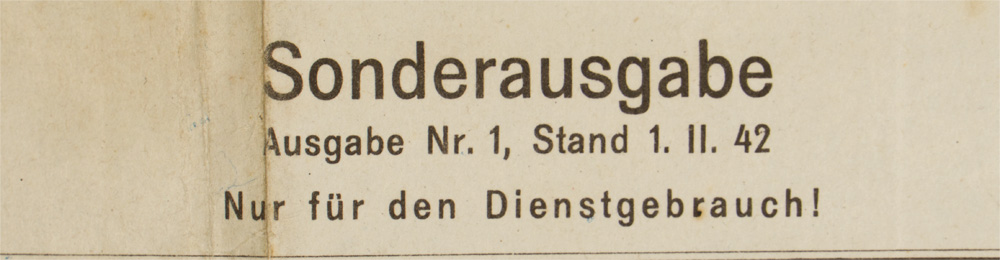 Sonderausgabe
Ausgabe Nr. 1, Stand 1. II. 42
Nur für den Dienstgebrauch!